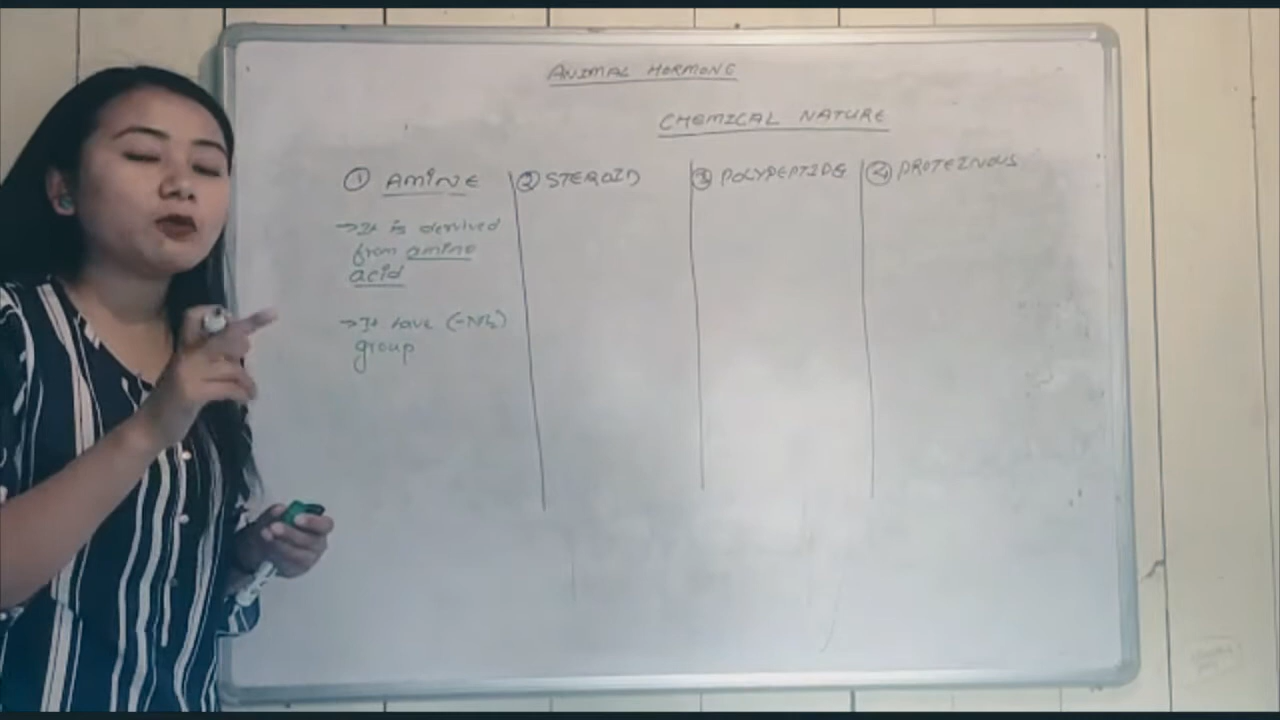 ANIMAL HORMONE
CHEMICAL NATURE
① AMINE
→It is derived
from amino
acid
→It have (-NH₂)
group
② STEROID
③ POLYPEPTIDE
④ PROTEINOUS